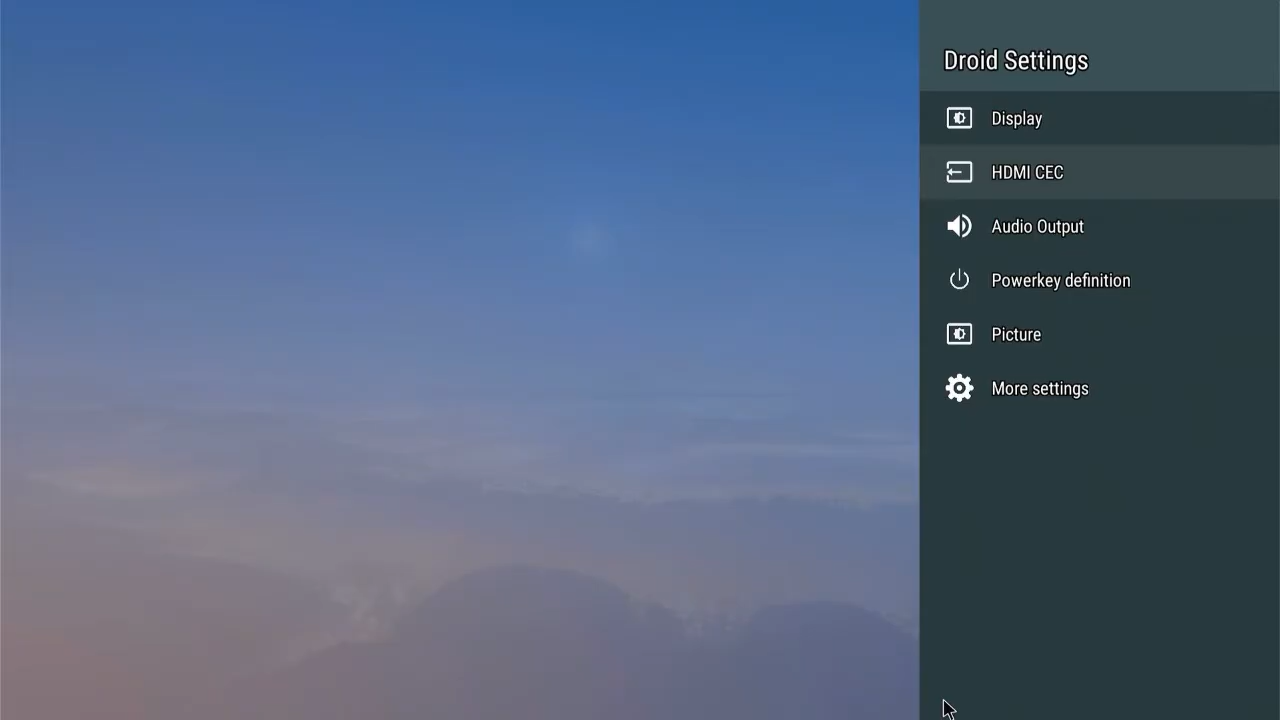 Droid Settings
Display
HDMI CEC
Audio Output
Powerkey definition
Picture
More settings